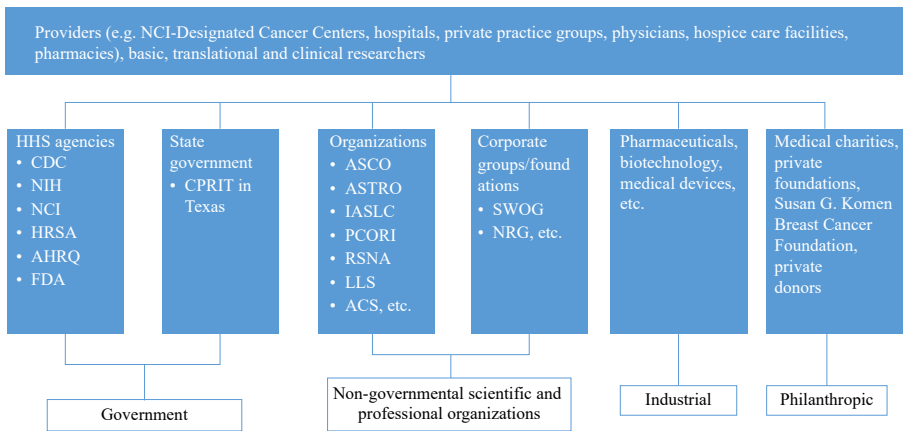 Providers (e.g. NCI-Designated Cancer Centers, hospitals, private practice groups, physicians, hospice care facilities,
pharmacies), basic, translational and clinical researchers
HHS agencies
• CDC
• NIH
• NCI
• HRSA
• AHRQ
• FDA
State
government
• CPRIT in
Texas
Organizations
• ASCO
• ASTRO
• IASLC
• PCORI
• RSNA
• LLS
• ACS, etc.
Corporate
groups/found
ations
• SWOG
• NRG, etc.
Pharmaceuticals,
biotechnology,
medical devices,
etc.
Medical charities,
private
foundations,
Susan G. Komen
Breast Cancer
Foundation,
private
donors
Government
Non-governmental scientific and
professional organizations
Industrial
Philanthropic